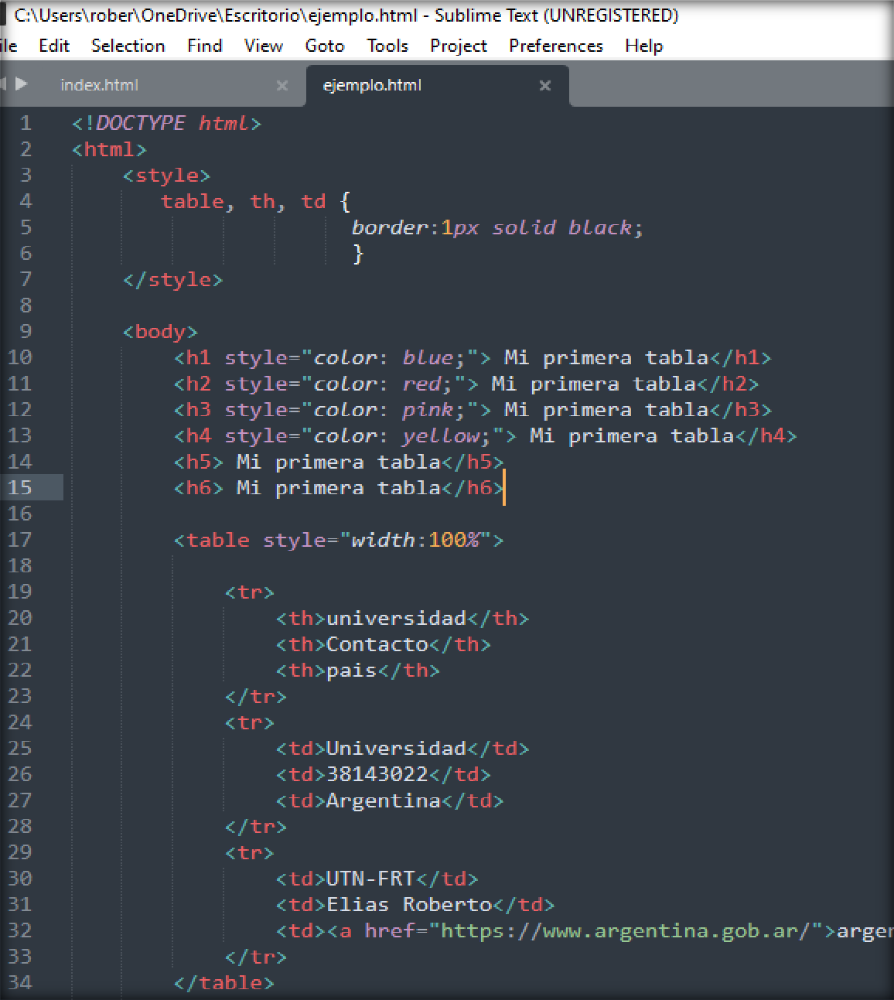 C:\Users\rober\OneDrive\Escritorio\ejemplo.html - Sublime Text (UNREGISTERED)
Edit Selection Find View Goto Tools Project Preferences Help
index.html × ejemplo.html ×
1 <!DOCTYPE html>
2 <html>
3 <style>
4 table, th, td {
5 border:1px solid black;
6 }
7 </style>
8
9 <body>
10 <h1 style="color: blue;"> Mi primera tabla</h1>
11 <h2 style="color: red;"> Mi primera tabla</h2>
12 <h3 style="color: pink;"> Mi primera tabla</h3>
13 <h4 style="color: yellow;"> Mi primera tabla</h4>
14 <h5> Mi primera tabla</h5>
15 <h6> Mi primera tabla</h6>
16
17 <table style="width:100%">
18
19 <tr>
20 <th>universidad</th>
21 <th>Contacto</th>
22 <th>pais</th>
23 </tr>
24 <tr>
25 <td>Universidad</td>
26 <td>38143022</td>
27 <td>Argentina</td>
28 </tr>
29 <tr>
30 <td>UTN-FRT</td>
31 <td>Elias Roberto</td>
32 <td><a href="https://www.argentina.gob.ar/">
33 </tr>
34 </table>